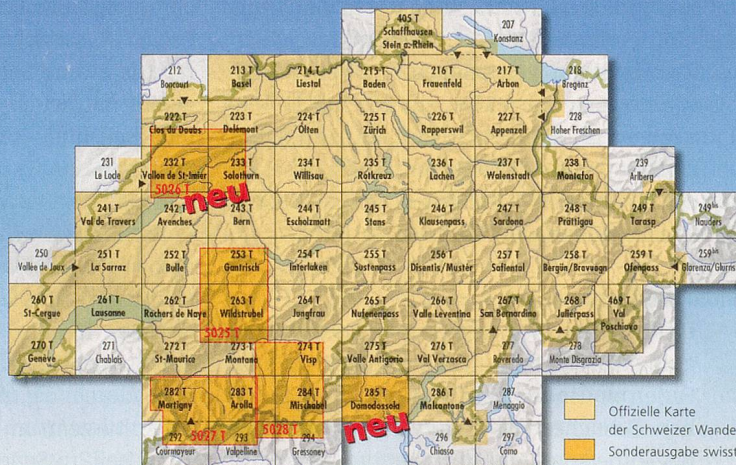 405 T
Schaffhausen
Stein a. Rhein
207
Konstanz
212
Boncourt
213 T
Basel
214 T
Liestal
215 T
Baden
216 T
Frauenfeld
217 T
Arbon
218
Bregenz
222 T
Clos du Doubs
223 T
Delémont
224 T
Olten
225 T
Zürich
226 T
Rapperswil
227 T
Appenzell
228
Hoher Freschen
231
Le Locle
232 T
Vallon de St-Imier
5026 T
233 T
Solothurn
neu
234 T
Willisau
235 T
Rotkreuz
236 T
Lachen
237 T
Walenstadt
238 T
Montafon
239
Arlberg
241 T
Val de Travers
242 T
Avenches
243 T
Bern
244 T
Escholzmatt
245 T
Stans
246 T
Klausenpass
247 T
Sardona
248 T
Prättigau
249 T
Tarasp
249bis
Nauders
250
Vallée de Joux
251 T
La Sarraz
252 T
Bulle
253 T
Gantrisch
254 T
Interlaken
255 T
Sustenpass
256 T
Disentis/Mustér
257 T
Safiental
258 T
Bergün/Bravuogn
259 T
Ofenpass
259bis
Glorenza/Glurns
260 T
St-Cergue
261 T
Lausanne
262 T
Rochers de Naye
263 T
Wildstrubel
5025 T
264 T
Jungfrau
265 T
Nufenenpass
266 T
Valle Leventina
267 T
San Bernardino
268 T
Julierpass
469 T
Val
Poschiavo
270 T
Genève
271
Chablais
272 T
St-Maurice
273 T
Montana
274 T
Visp
275 T
Valle Antigorio
276 T
Val Verzasca
277
Roveredo
278
Monte Disgrazia
282 T
Martigny
283 T
Arolla
284 T
Mischabel
285 T
Domodossola
286 T
Malcantone
287
Menaggio
5027 T
5028 T
neu
292
Courmayeur
293
Valpelline
294
Gressoney
296
Chiasso
297
Como
Offizielle Karte
der Schweizer Wande
Sonderausgabe swisst